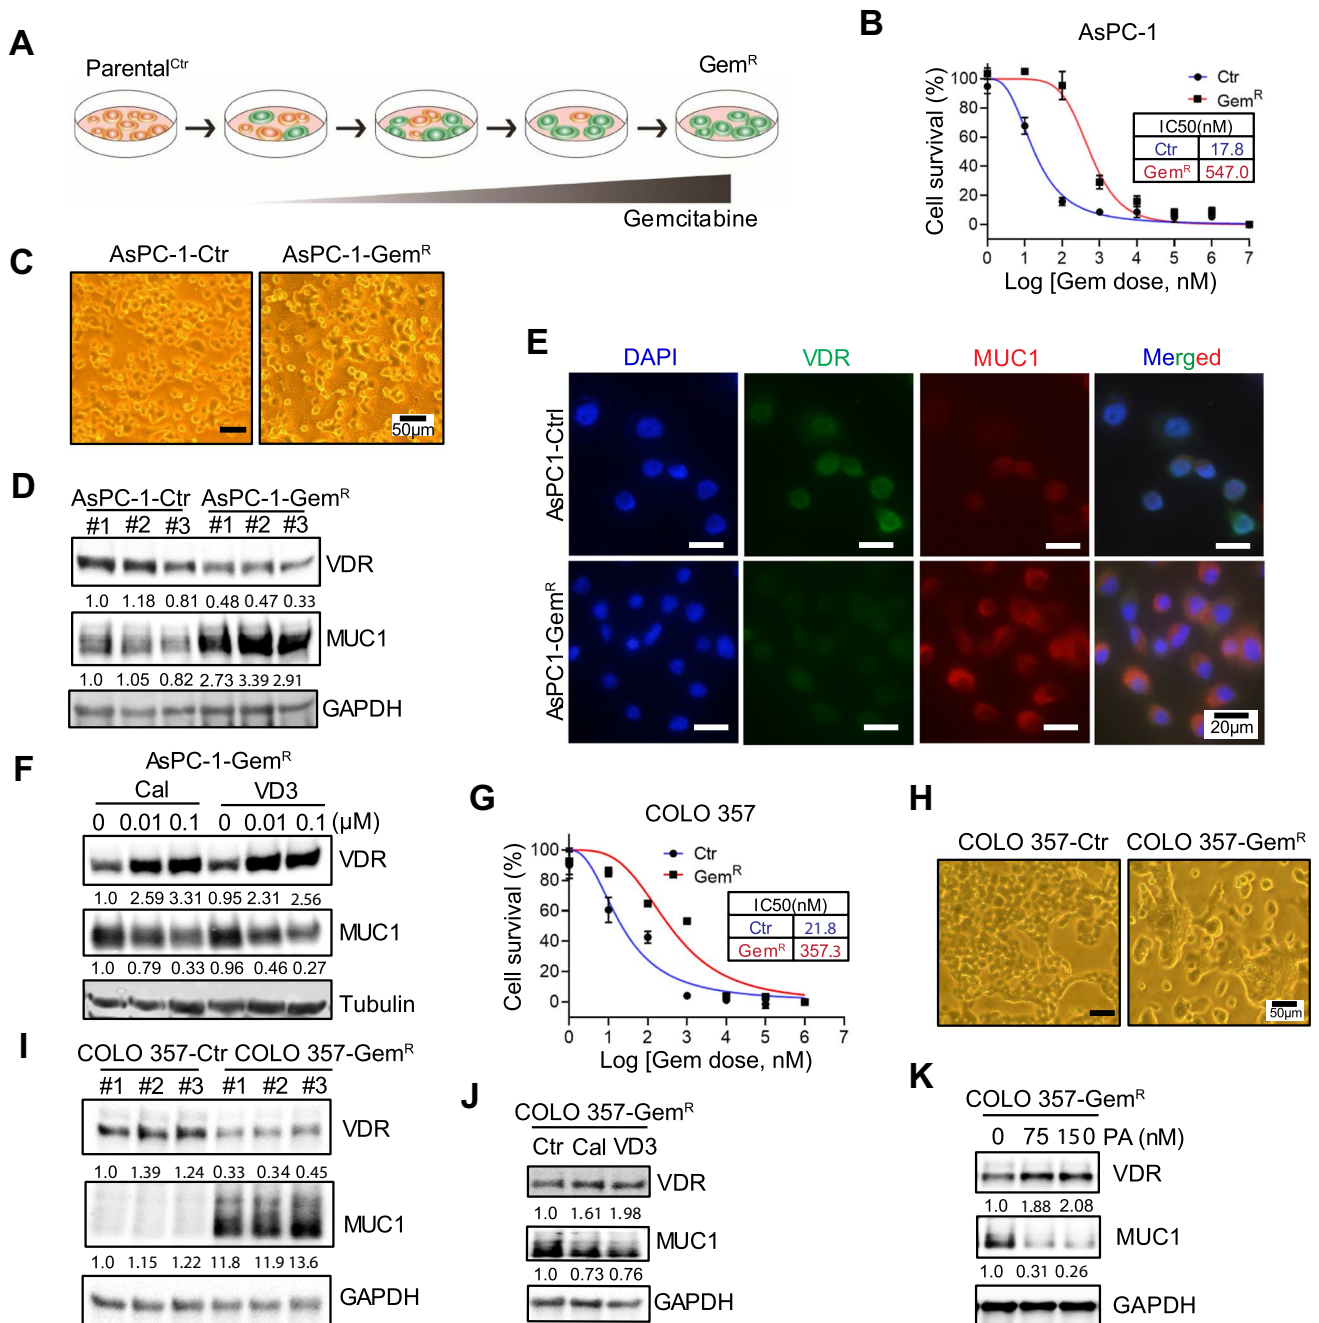 A
Parental^Ctr
Gem^R
Gemcitabine
B
AsPC-1
Cell survival (%)
100
80
60
40
20
0
0 1 2 3 4 5 6 7
Log [Gem dose, nM)
Ctr
Gem^R
IC50(nM)
Ctr 17.8
Gem^R 547.0
C
AsPC-1-Ctr AsPC-1-Gem^R
50μm
D
AsPC-1-Ctr AsPC-1-Gem^R
#1 #2 #3 #1 #2 #3
VDR
1.0 1.18 0.81 0.48 0.47 0.33
MUC1
1.0 1.05 0.82 2.73 3.39 2.91
GAPDH
E
DAPI VDR MUC1 Merged
AsPC1-Ctrl
AsPC1-Gem^R
20μm
F
AsPC-1-Gem^R
Cal VD3
0 0.01 0.1 0 0.01 0.1 (μM)
VDR
1.0 2.59 3.31 0.95 2.31 2.56
MUC1
1.0 0.79 0.33 0.96 0.46 0.27
Tubulin
G
COLO 357
Cell survival (%)
100
80
60
40
20
0
0 1 2 3 4 5 6 7
Log [Gem dose, nM)
Ctr
Gem^R
IC50(nM)
Ctr 21.8
Gem^R 357.3
H
COLO 357-Ctr COLO 357-Gem^R
50μm
I
COLO 357-Ctr COLO 357-Gem^R
#1 #2 #3 #1 #2 #3
VDR
1.0 1.39 1.24 0.33 0.34 0.45
MUC1
1.0 1.15 1.22 11.8 11.9 13.6
GAPDH
J
COLO 357-Gem^R
Ctr Cal VD3
VDR
1.0 1.61 1.98
MUC1
1.0 0.73 0.76
GAPDH
K
COLO 357-Gem^R
0 75 150 PA (nM)
VDR
1.0 1.88 2.08
MUC1
1.0 0.31 0.26
GAPDH